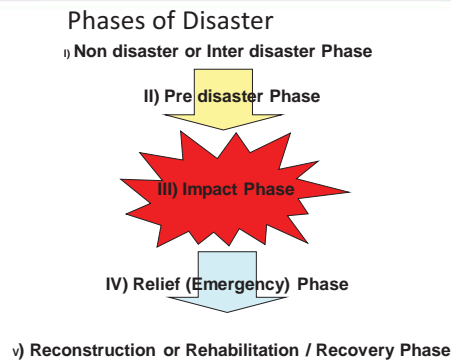 Phases of Disaster
I) Non disaster or Inter disaster Phase
II) Pre disaster Phase
III) Impact Phase
IV) Relief (Emergency) Phase
V) Reconstruction or Rehabilitation / Recovery Phase